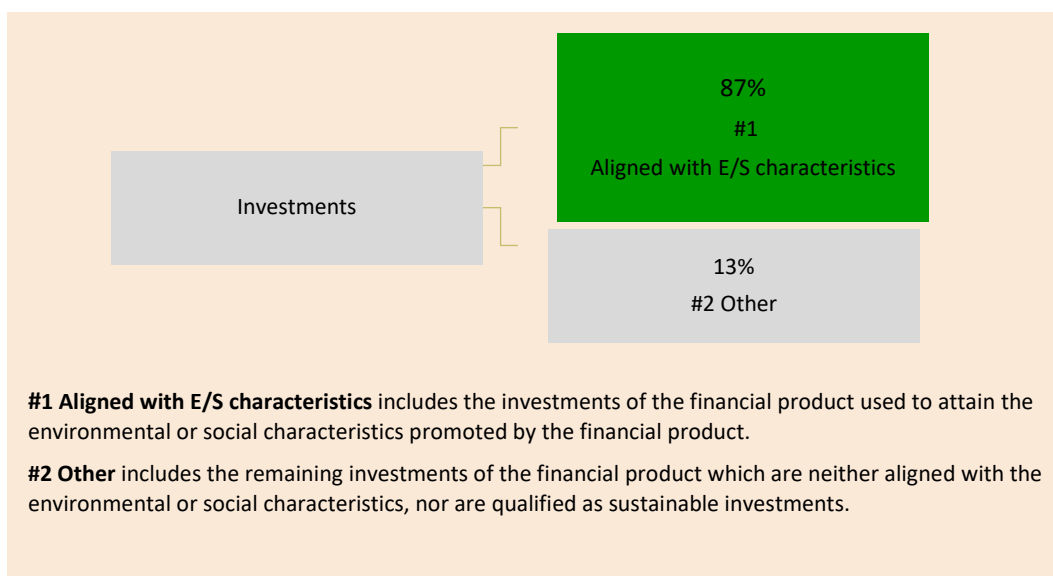 87%
#1
Aligned with E/S characteristics
Investments
13%
#2 Other
#1 Aligned with E/S characteristics includes the investments of the financial product used to attain the
environmental or social characteristics promoted by the financial product.
#2 Other includes the remaining investments of the financial product which are neither aligned with the
environmental or social characteristics, nor are qualified as sustainable investments.